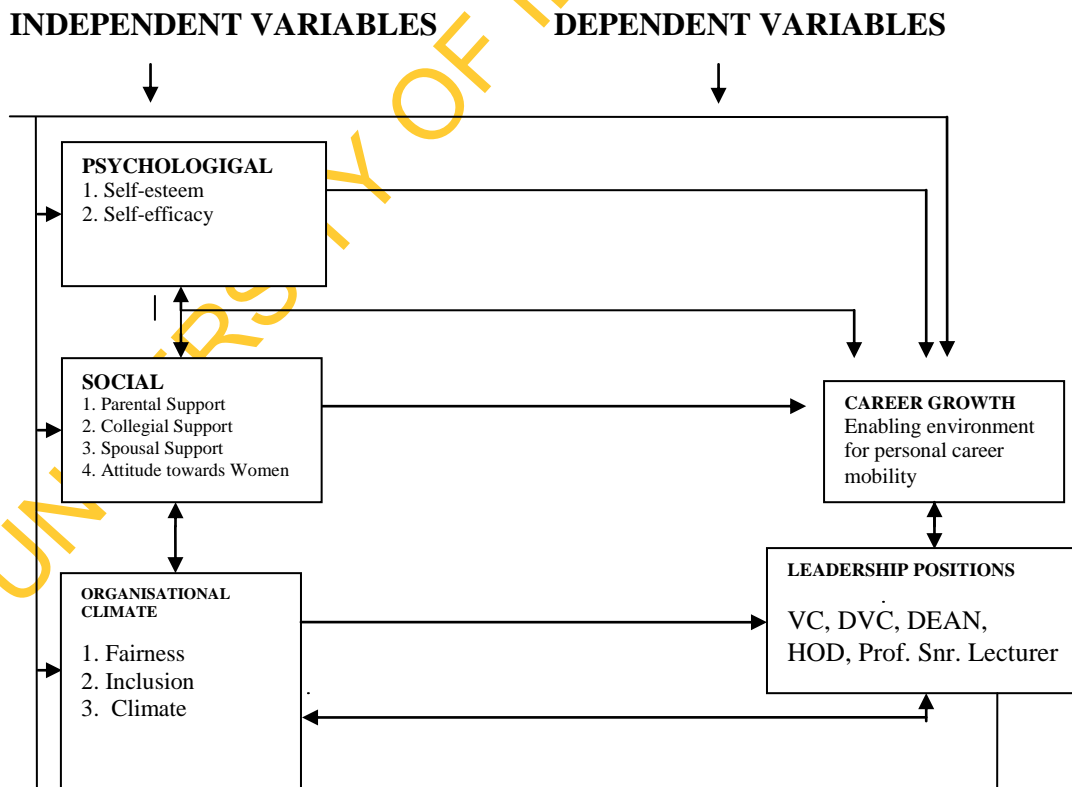 INDEPENDENT VARIABLES
DEPENDENT VARIABLES
PSYCHOLOGIGAL
1. Self-esteem
2. Self-efficacy
SOCIAL
1. Parental Support
2. Collegial Support
3. Spousal Support
4. Attitude towards Women
CAREER GROWTH
Enabling environment
for personal career
mobility
ORGANISATIONAL
CLIMATE
1. Fairness
2. Inclusion
3. Climate
LEADERSHIP POSITIONS
VC, DVC, DEAN,
HOD, Prof. Snr. Lecturer
UNIVERSITY OF